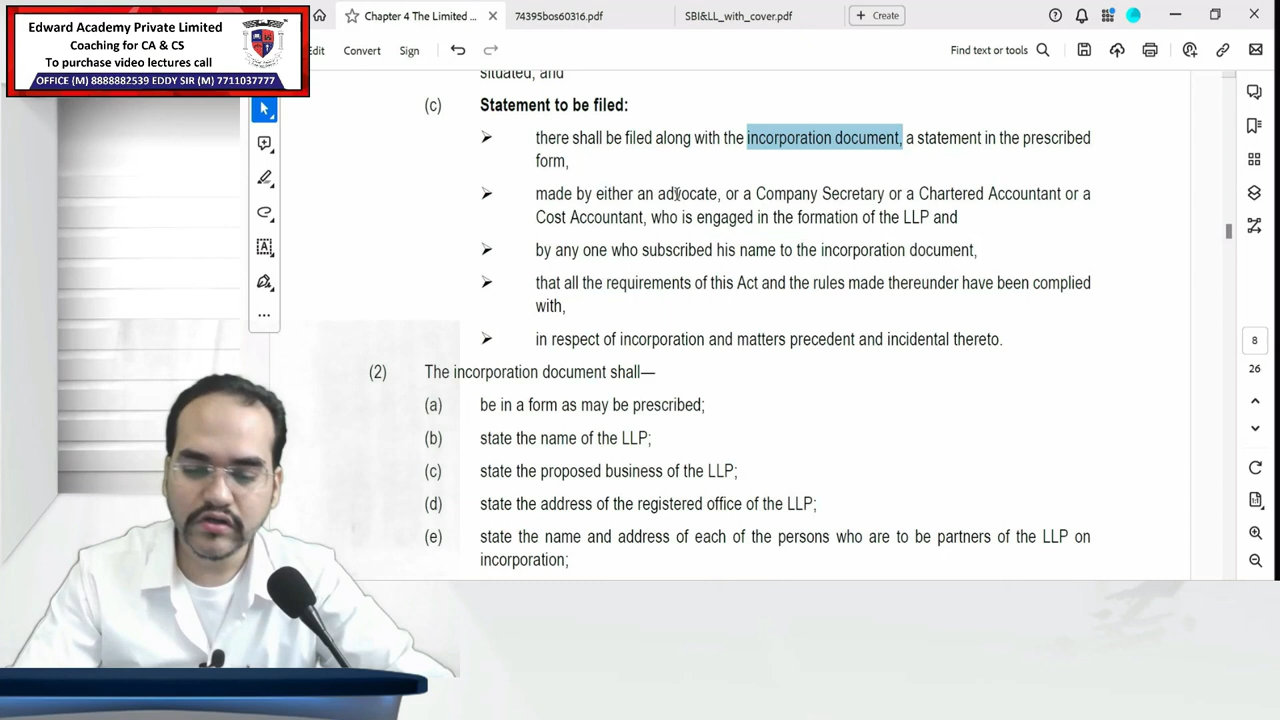 Edward Academy Private Limited
Coaching for CA & CS
To purchase video lectures call
OFFICE (M) 8888882539 EDDY SIR (M) 7711037777
Chapter 4 The Limited ...
74395bos60316.pdf
SBI&LL_with_cover.pdf
Create
Edit
Convert
Sign
Find text or tools
situated, and
(c) Statement to be filed:
there shall be filed along with the incorporation document, a statement in the prescribed
form,
made by either an advocate, or a Company Secretary or a Chartered Accountant or a
Cost Accountant, who is engaged in the formation of the LLP and
by any one who subscribed his name to the incorporation document,
that all the requirements of this Act and the rules made thereunder have been complied
with,
in respect of incorporation and matters precedent and incidental thereto.
(2) The incorporation document shall—
(a) be in a form as may be prescribed;
(b) state the name of the LLP;
(c) state the proposed business of the LLP;
(d) state the address of the registered office of the LLP;
(e) state the name and address of each of the persons who are to be partners of the LLP on
incorporation;
8
26